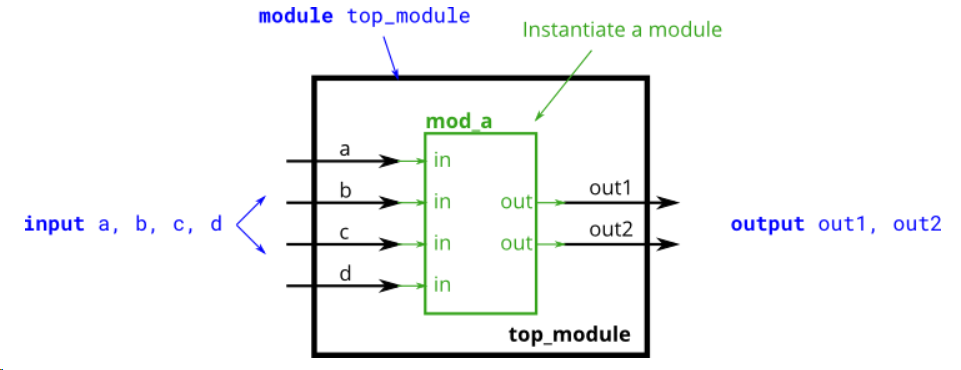 module top_module
Instantiate a module
mod_a
a
in
b
in
out
out1
input a, b, c, d
output out1, out2
c
in
out
out2
d
in
top_module